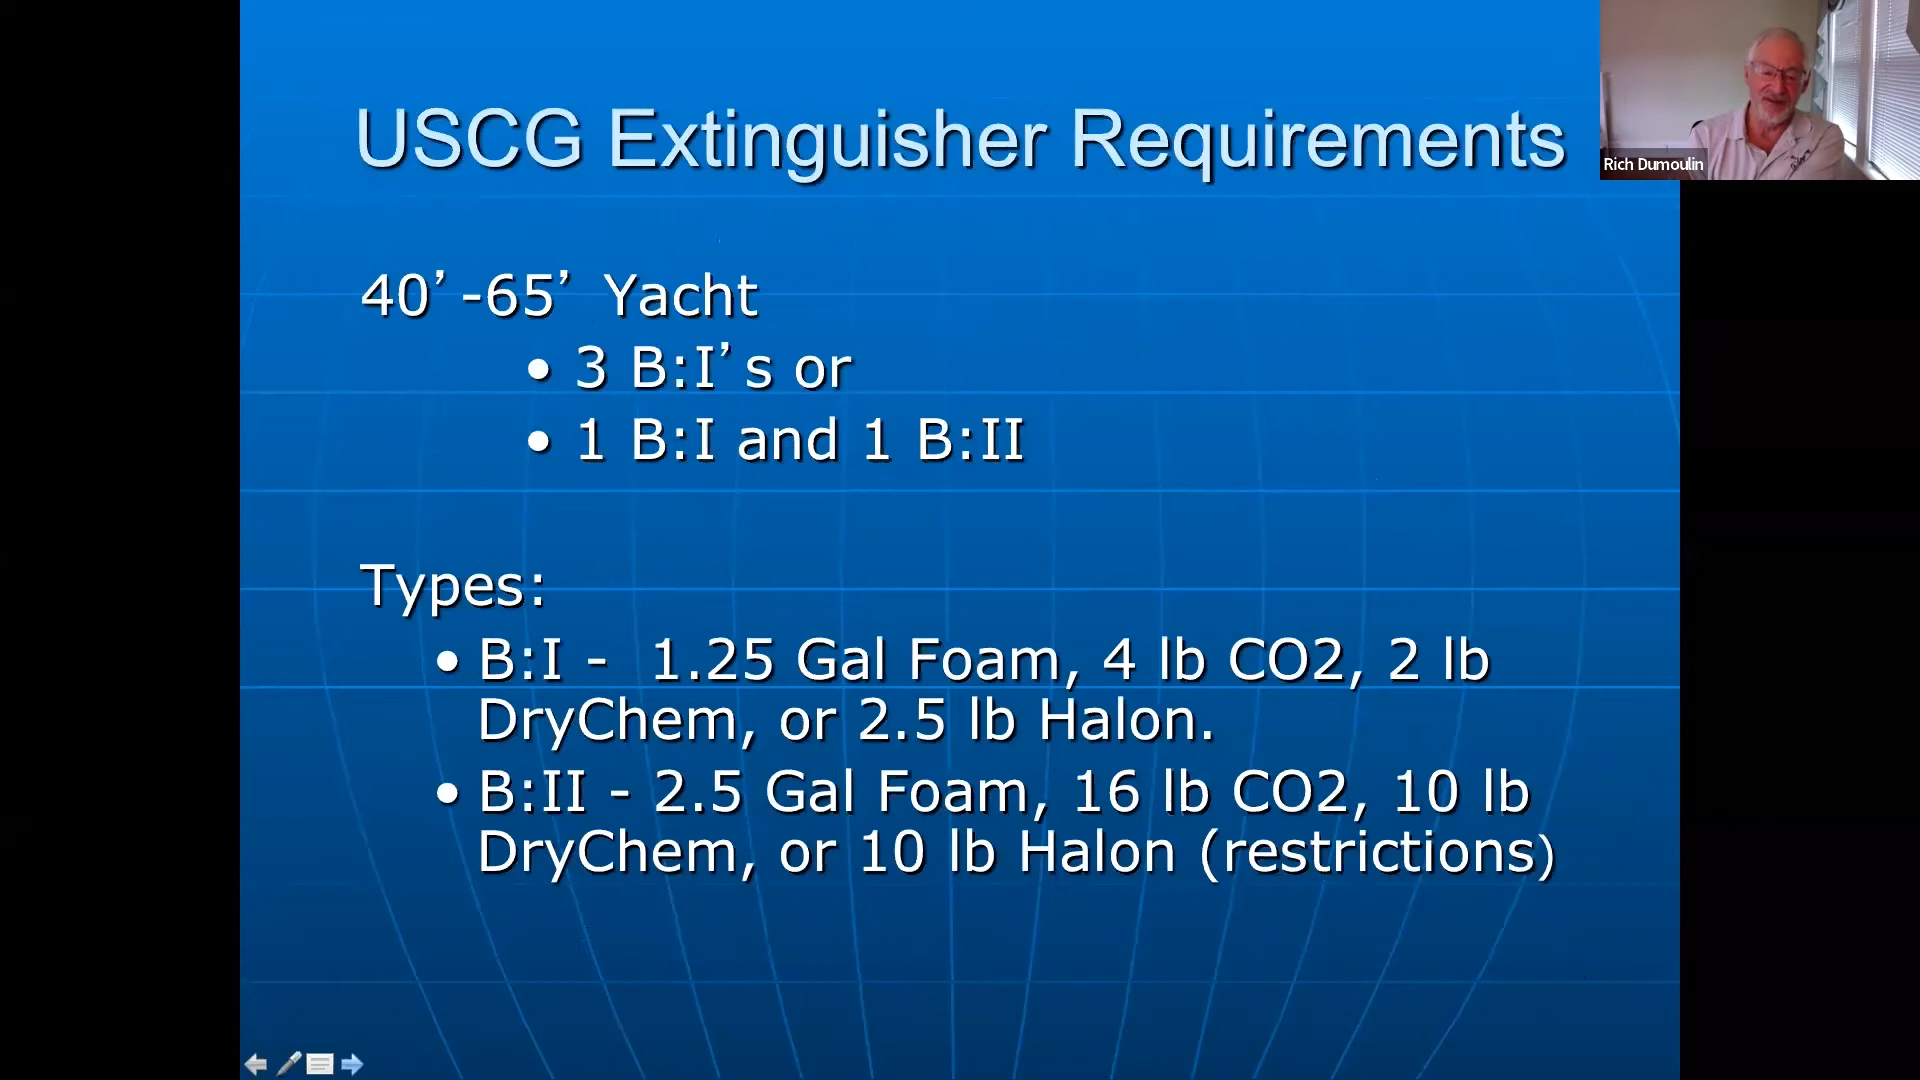 USCG Extinguisher Requirements
Rich Dumoulin
40’-65’ Yacht
• 3 B:I’s or
• 1 B:I and 1 B:II
Types:
• B:I - 1.25 Gal Foam, 4 lb CO2, 2 lb
DryChem, or 2.5 lb Halon.
• B:II - 2.5 Gal Foam, 16 lb CO2, 10 lb
DryChem, or 10 lb Halon (restrictions)